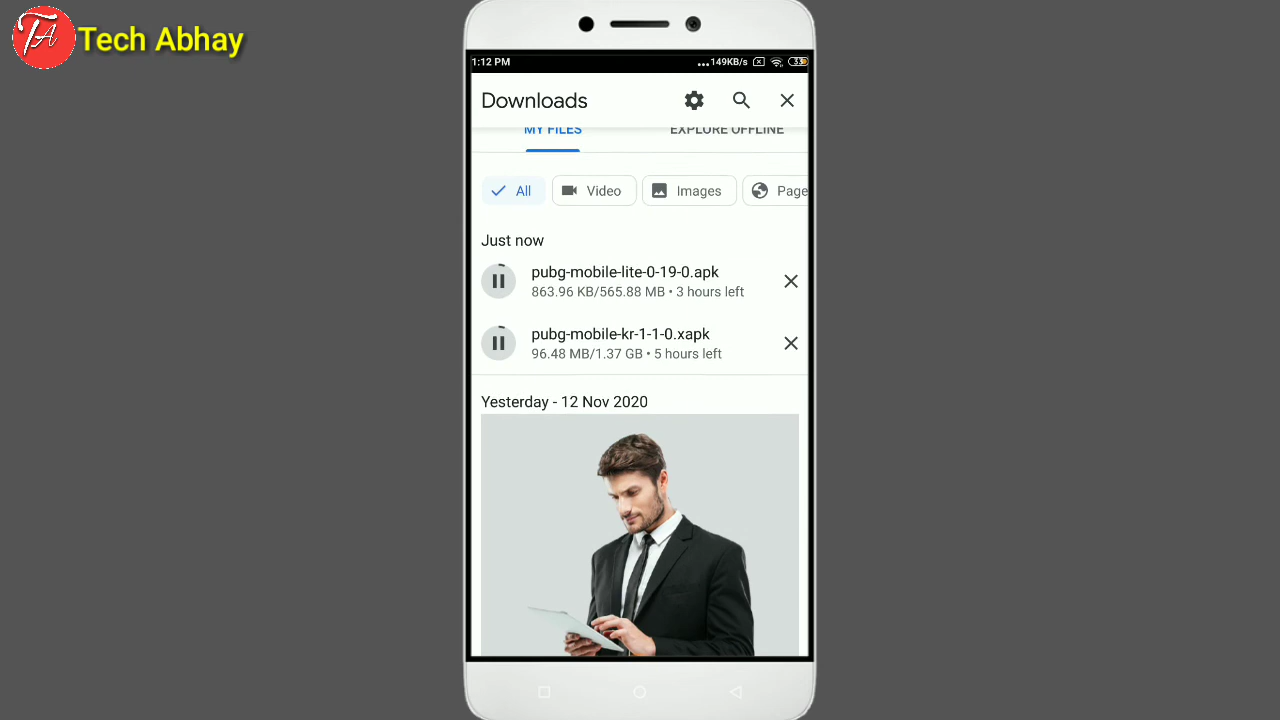 TA Tech Abhay
1:12 PM ...149KB/s 33
Downloads
MY FILES EXPLORE OFFLINE
All Video Images Page
Just now
pubg-mobile-lite-0-19-0.apk
863.96 KB/565.88 MB • 3 hours left
pubg-mobile-kr-1-1-0.xapk
96.48 MB/1.37 GB • 5 hours left
Yesterday - 12 Nov 2020